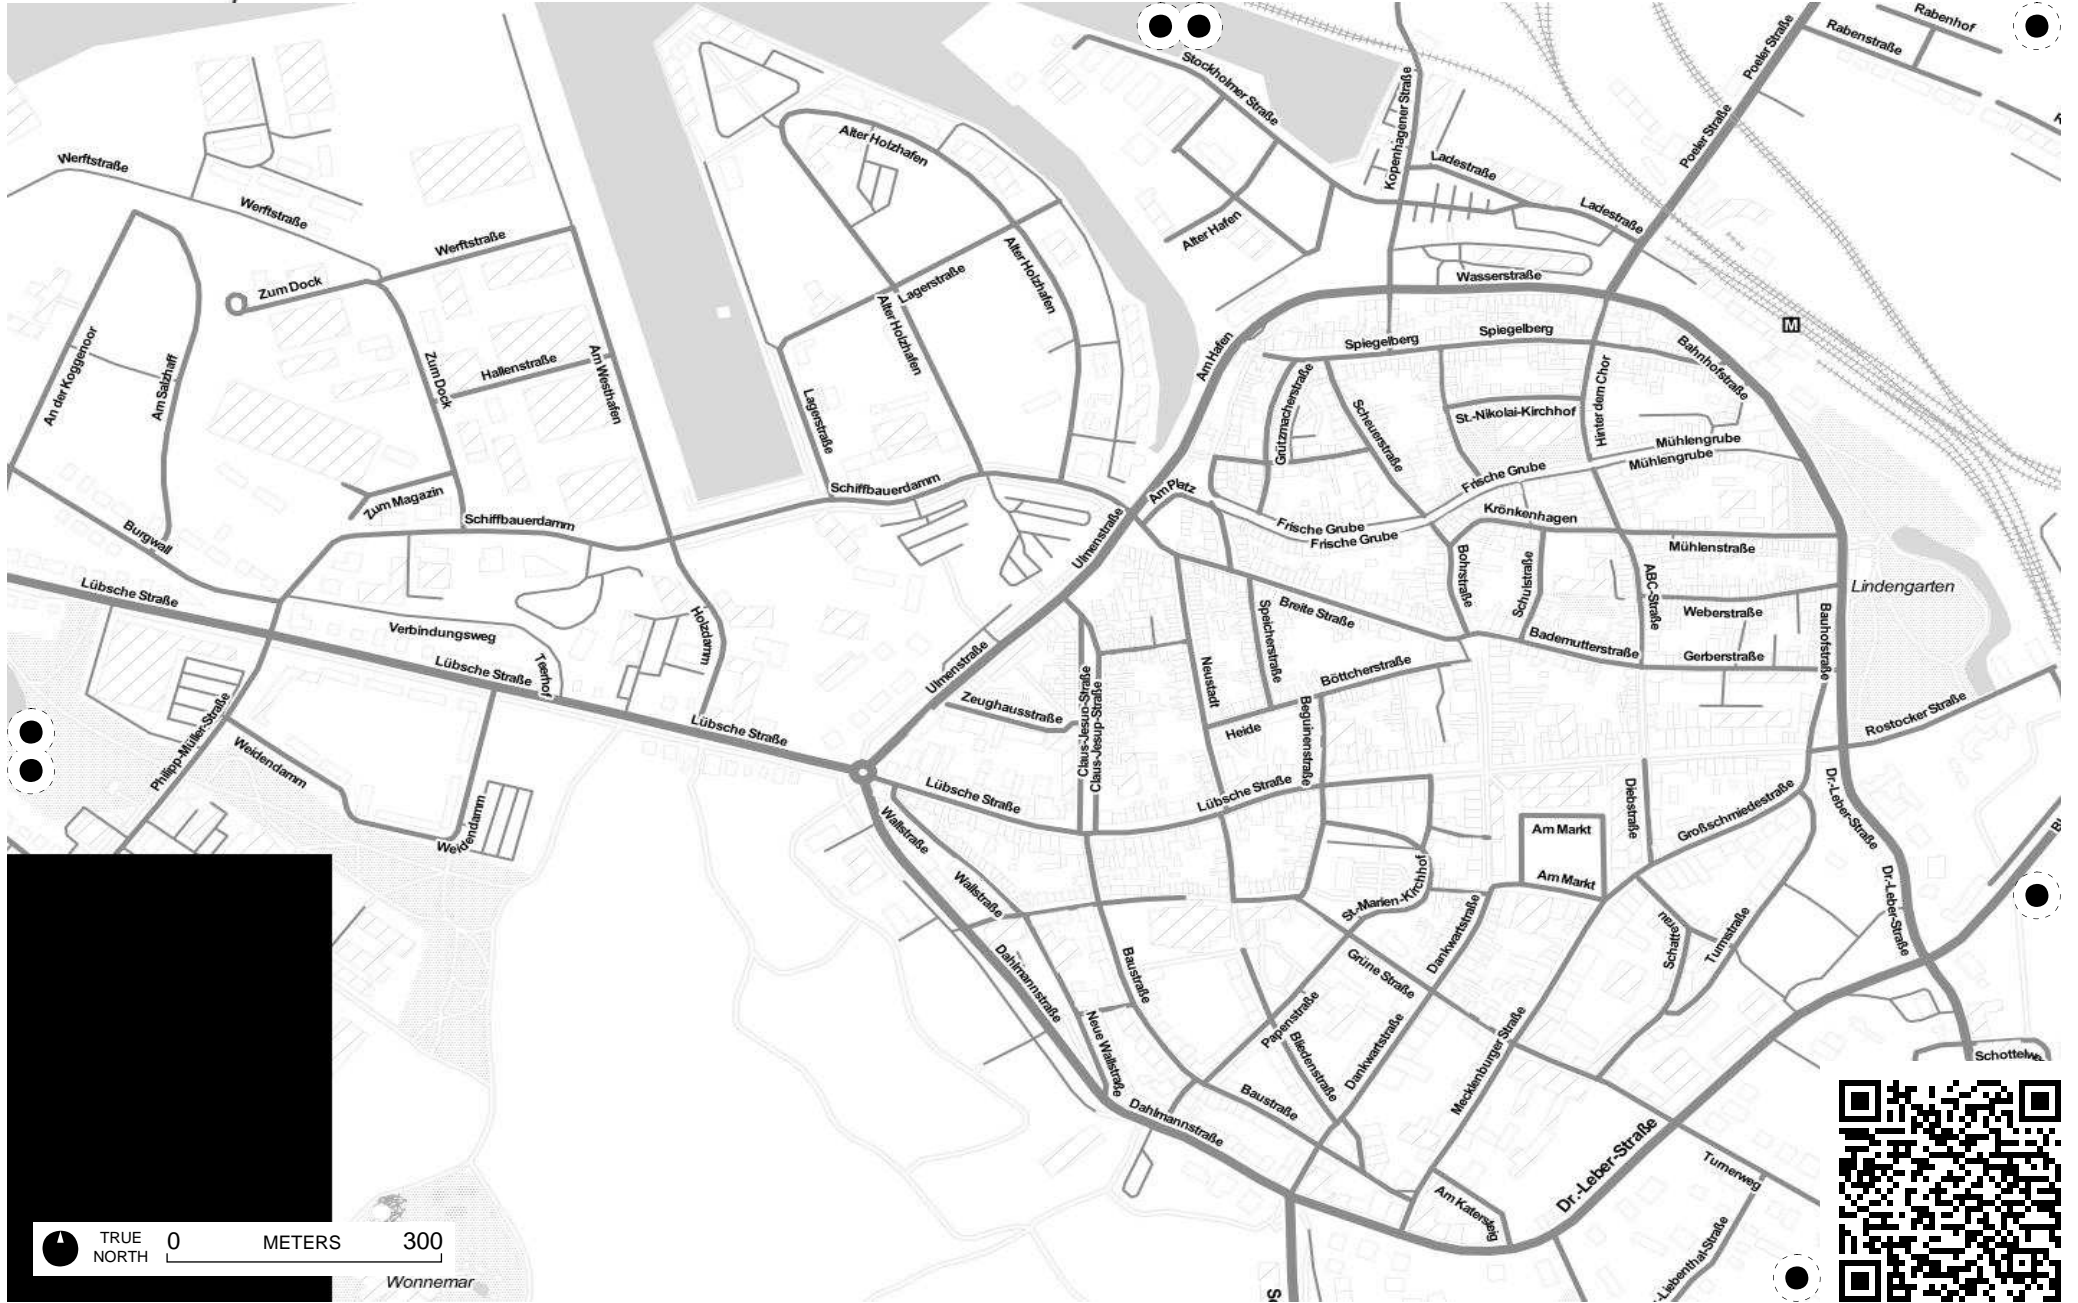 Rabenhof
Rabenstraße
Poeler Straße
Stockholmer Straße
Kopenhagener Straße
Poeler Straße
Alter Holzhafen
Ladestraße
Werftstraße
Werftstraße
Ladestraße
Alter Hafen
Werftstraße
Alter Holzhafen
Wasserstraße
Lagerstraße
Zum Dock
M
Spiegelberg
Spiegelberg
Am Hafen
Alter Holzhafen
Bahnhofstraße
An der Koggenoor
Am Salzhaff
Zum Dock
Hallenstraße
Am Westhafen
Grützmacherstraße
Scheuerstraße
St.-Nikolai-Kirchhof
Hinter dem Chor
Lagerstraße
Mühlengrube
Mühlengrube
Frische Grube
Schiffbauerdamm
Am Platz
Zum Magazin
Schiffbauerdamm
Krönkenhagen
Frische Grube
Frische Grube
Burgwall
Ulmenstraße
Mühlenstraße
Bohrstraße
Schulstraße
ABC-Straße
Lindengarten
Lübsche Straße
Speicherstraße
Breite Straße
Weberstraße
Bauhofstraße
Verbindungsweg
Holzdamm
Bademutterstraße
Gerberstraße
Lübsche Straße
Teerhof
Ulmenstraße
Neustadt
Böttcherstraße
Claus-Jesuo-Straße
Claus-Jesup-Straße
Zeughausstraße
Heide
Beguinenstraße
Rostocker Straße
Lübsche Straße
Philipp-Müller-Straße
Weidendamm
Lübsche Straße
Lübsche Straße
Diebstraße
Großschmiedestraße
Dr.-Leber-Straße
Weidendamm
Wallstraße
Am Markt
Am Markt
Wallstraße
St.-Marien-Kirchhof
Dankwartstraße
Schatterau
Turmstraße
Dr.-Leber-Straße
Dahlmannstraße
Baustraße
Grüne Straße
Papenstraße
Neue Wallstraße
Bliedenstraße
Dankwartstraße
Mecklenburger Straße
Baustraße
Dahlmannstraße
Dr.-Leber-Straße
Turnerweg
Am Katersteig
-Liebenthal-Straße
TRUE
NORTH
0 METERS 300
Wonnemar